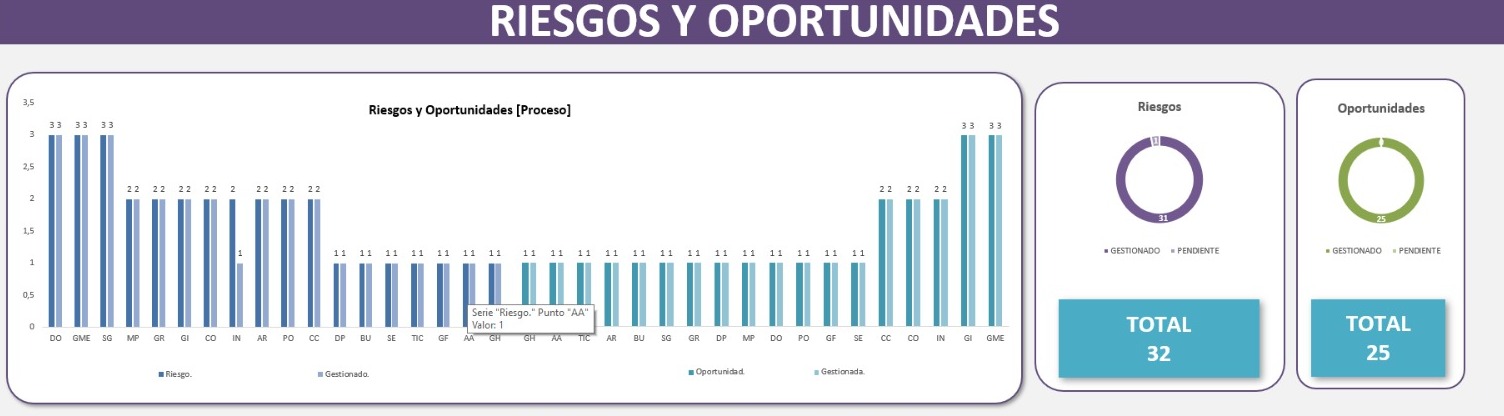 RIESGOS Y OPORTUNIDADES
Riesgos y Oportunidades [Proceso]
3,5
3
2,5
2
1,5
1
0,5
0
3 3 3 3 3 3 2 2 2 2 2 2 2 2 2 1 2 2 2 2 2 2 1 1 1 1 1 1 1 1 1 1 1 1 1 1
1 1 1 1 1 1 1 1 1 1 1 1 1 1 1 1 1 1 1 1 1 1 1 1 1 1 2 2 2 2 2 2 3 3 3 3
DO GME SG MP GR GI CO IN AR PO CC DP BU SE TIC GF AA GH
GH AA TIC AR BU SG GR DP MP DO PO GF SE CC CO IN GI GME
Serie "Riesgo." Punto "AA"
Valor: 1
Riesgo. Gestionado.
Oportunidad. Gestionada.
Riesgos
1
31
GESTIONADO PENDIENTE
TOTAL
32
Oportunidades
25
GESTIONADO PENDIENTE
TOTAL
25